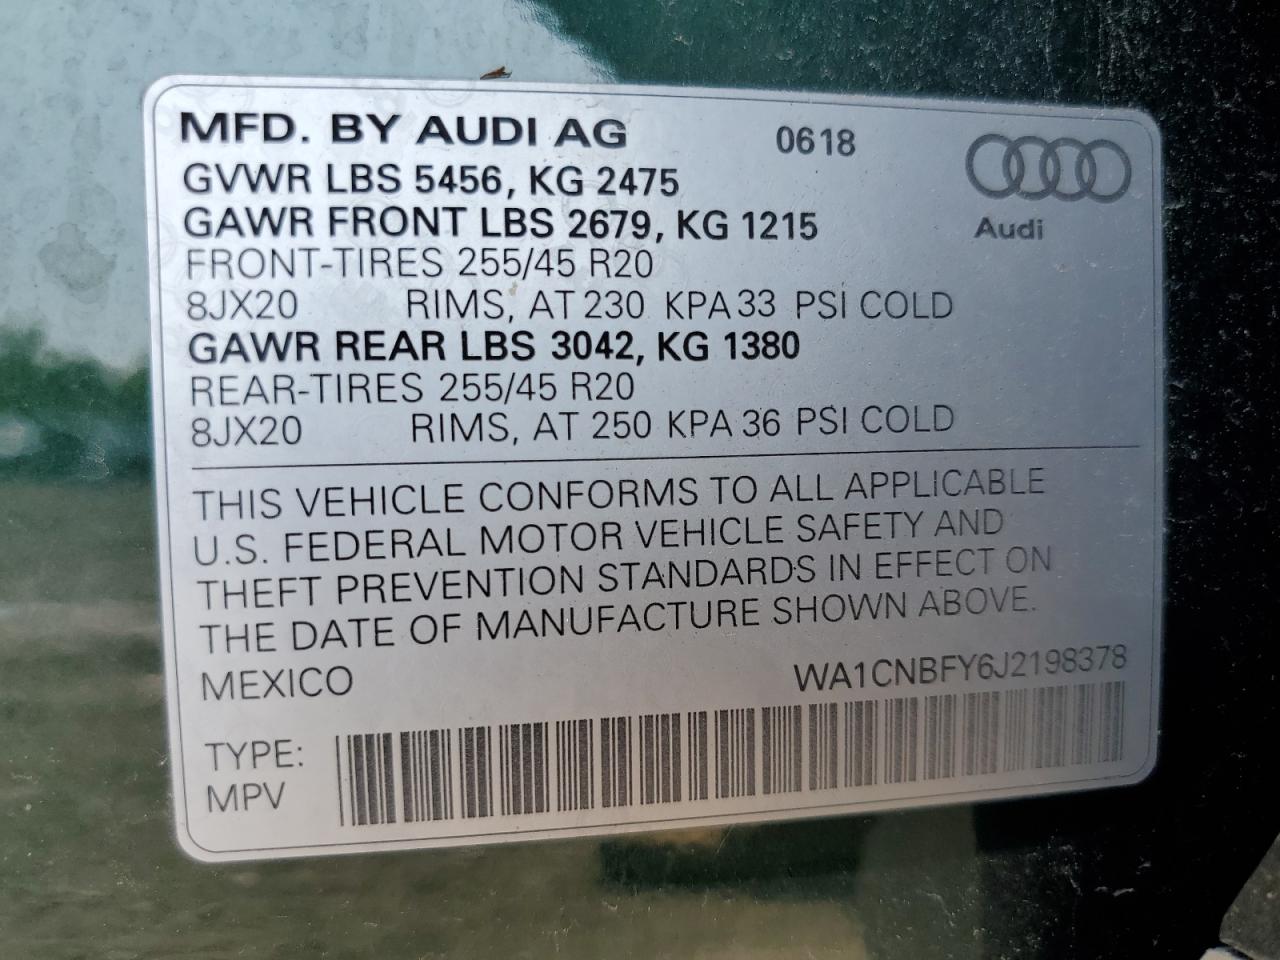 MFD. BY AUDI AG 0618
GVWR LBS 5456, KG 2475
GAWR FRONT LBS 2679, KG 1215
Audi
FRONT-TIRES 255/45 R20
8JX20 RIMS, AT 230 KPA 33 PSI COLD
GAWR REAR LBS 3042, KG 1380
REAR-TIRES 255/45 R20
8JX20 RIMS, AT 250 KPA 36 PSI COLD
THIS VEHICLE CONFORMS TO ALL APPLICABLE
U.S. FEDERAL MOTOR VEHICLE SAFETY AND
THEFT PREVENTION STANDARDS IN EFFECT ON
THE DATE OF MANUFACTURE SHOWN ABOVE.
MEXICO WA1CNBFY6J2198378
TYPE:
MPV